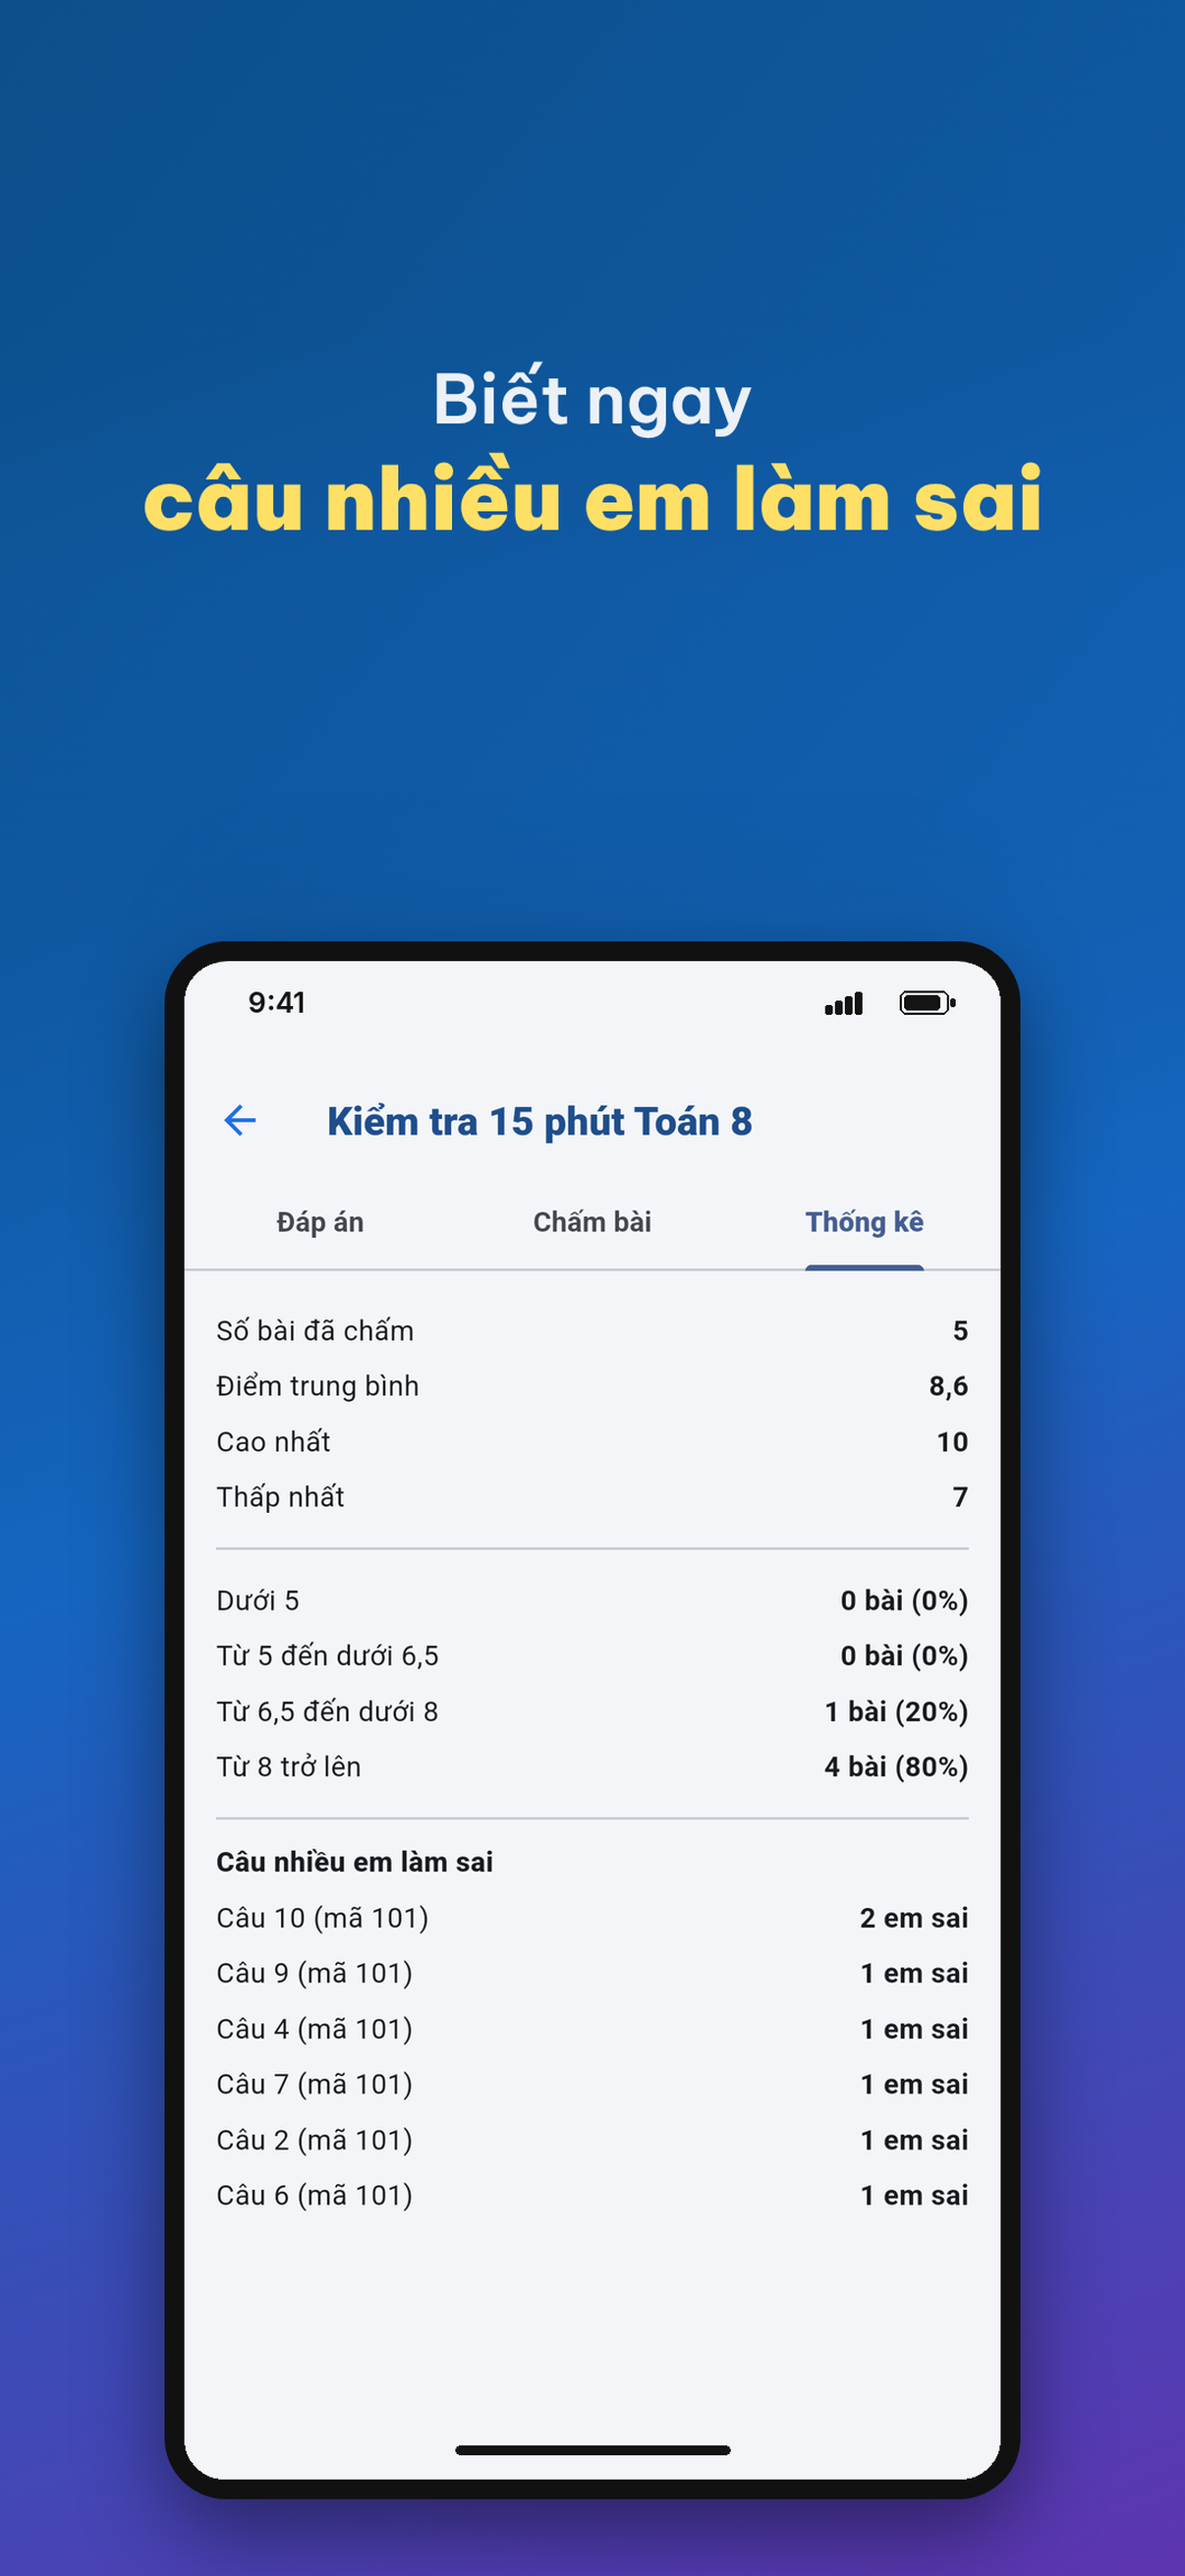 Biết ngay
câu nhiều em làm sai
9:41
Kiểm tra 15 phút Toán 8
Đáp án Chấm bài Thống kê
Số bài đã chấm 5
Điểm trung bình 8,6
Cao nhất 10
Thấp nhất 7
Dưới 5 0 bài (0%)
Từ 5 đến dưới 6,5 0 bài (0%)
Từ 6,5 đến dưới 8 1 bài (20%)
Từ 8 trở lên 4 bài (80%)
Câu nhiều em làm sai
Câu 10 (mã 101) 2 em sai
Câu 9 (mã 101) 1 em sai
Câu 4 (mã 101) 1 em sai
Câu 7 (mã 101) 1 em sai
Câu 2 (mã 101) 1 em sai
Câu 6 (mã 101) 1 em sai